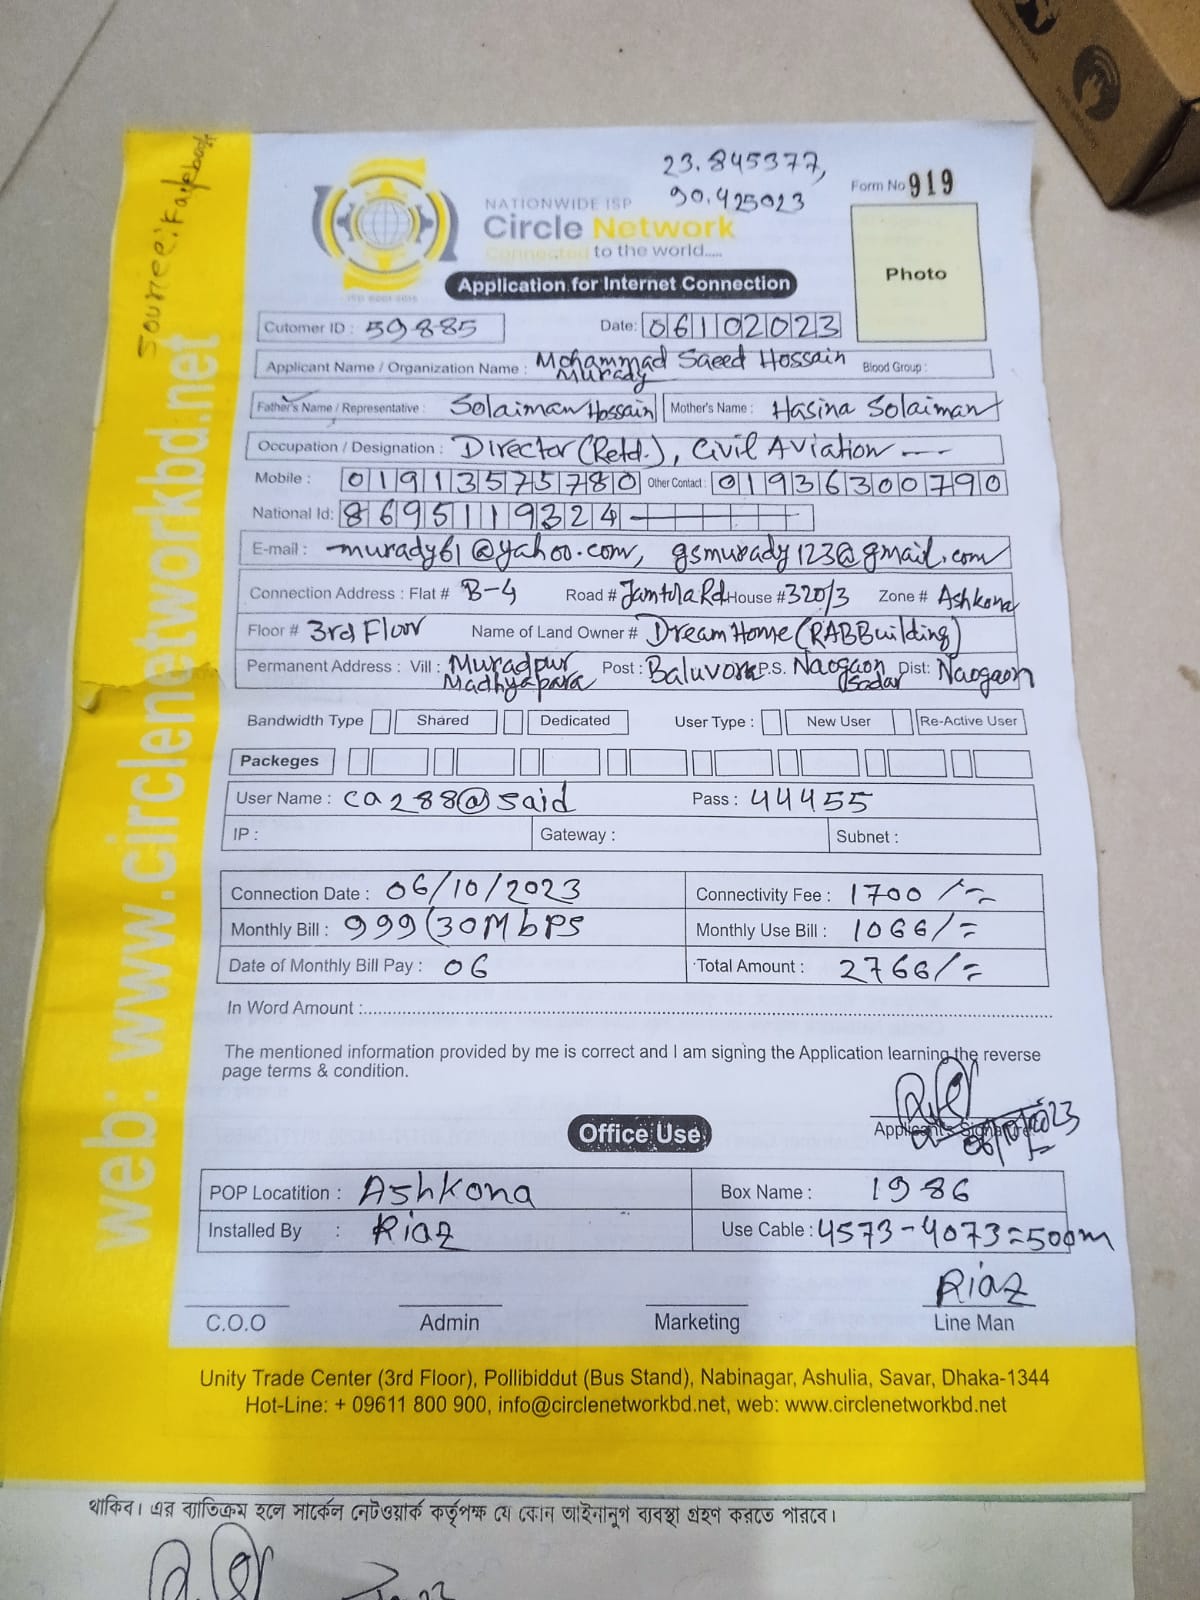 23.845377,
90.425023
Form No 919
NATIONWIDE ISP
Circle Network
Connected to the world.....
ISO 9001:2015
Photo
Application for Internet Connection
Cutomer ID : 59885 Date: 06102023
Applicant Name / Organization Name : Mohammad Saeed Hossain Murady Blood Group :
Father's Name / Representative : Solaiman Hossain Mother's Name : Hasina Solaiman
Occupation / Designation : Director (Retd.), Civil Aviation ---
Mobile : 01913575780 Other Contact : 01936300790
National Id: 8695119324
E-mail : murady61@yahoo.com, gsmurady123@gmail.com
Connection Address : Flat # B-4 Road # Jamtola Rd House # 320/3 Zone # Ashkona
Floor # 3rd Floor Name of Land Owner # Dream Home (RAB Building)
Permanent Address : Vill : Muradpur Madhyapara Post : Baluvora P.S. Naogaon Sadar Dist: Naogaon
Bandwidth Type Shared Dedicated User Type : New User Re-Active User
Packeges
User Name : ca288@said Pass : 44455
IP : Gateway : Subnet :
Connection Date : 06/10/2023 Connectivity Fee : 1700/=
Monthly Bill : 999(30Mbps Monthly Use Bill : 1066/=
Date of Monthly Bill Pay : 06 Total Amount : 2766/=
In Word Amount :
The mentioned information provided by me is correct and I am signing the Application learning the reverse
page terms & condition.
Applicant's Signature
06/10/2023
Office Use
POP Locatition : Ashkona Box Name : 1986
Installed By : Riaz Use Cable : 4573-4073=500m
Riaz
C.O.O Admin Marketing Line Man
Unity Trade Center (3rd Floor), Pollibiddut (Bus Stand), Nabinagar, Ashulia, Savar, Dhaka-1344
Hot-Line: + 09611 800 900, info@circlenetworkbd.net, web: www.circlenetworkbd.net
web: www.circlenetworkbd.net
থাকিব। এর ব্যাতিক্রম হলে সার্কেল নেটওয়ার্ক কর্তৃপক্ষ যে কোন আইনানুগ ব্যবস্থা গ্রহণ করতে পারবে।